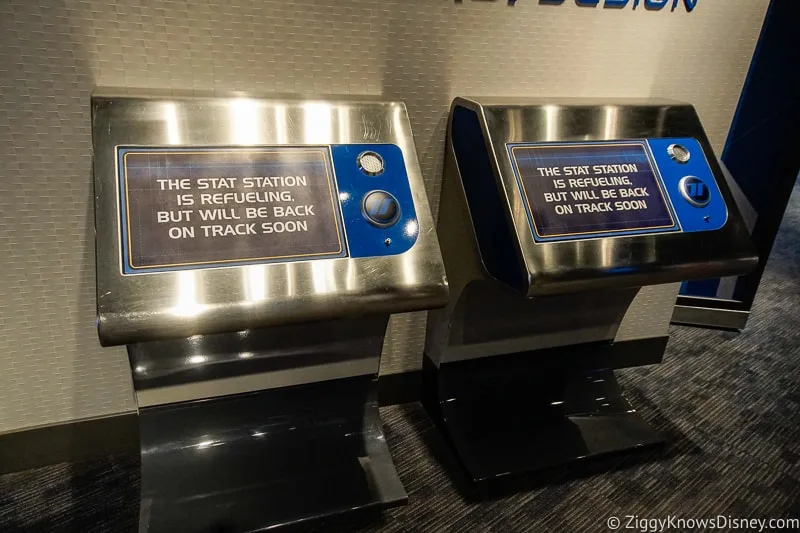 DESIGN
THE STAT STATION
IS REFUELING,
BUT WILL BE BACK
ON TRACK SOON
THE STAT STATION
IS REFUELING,
BUT WILL BE BACK
ON TRACK SOON
© ZiggyKnowsDisney.com